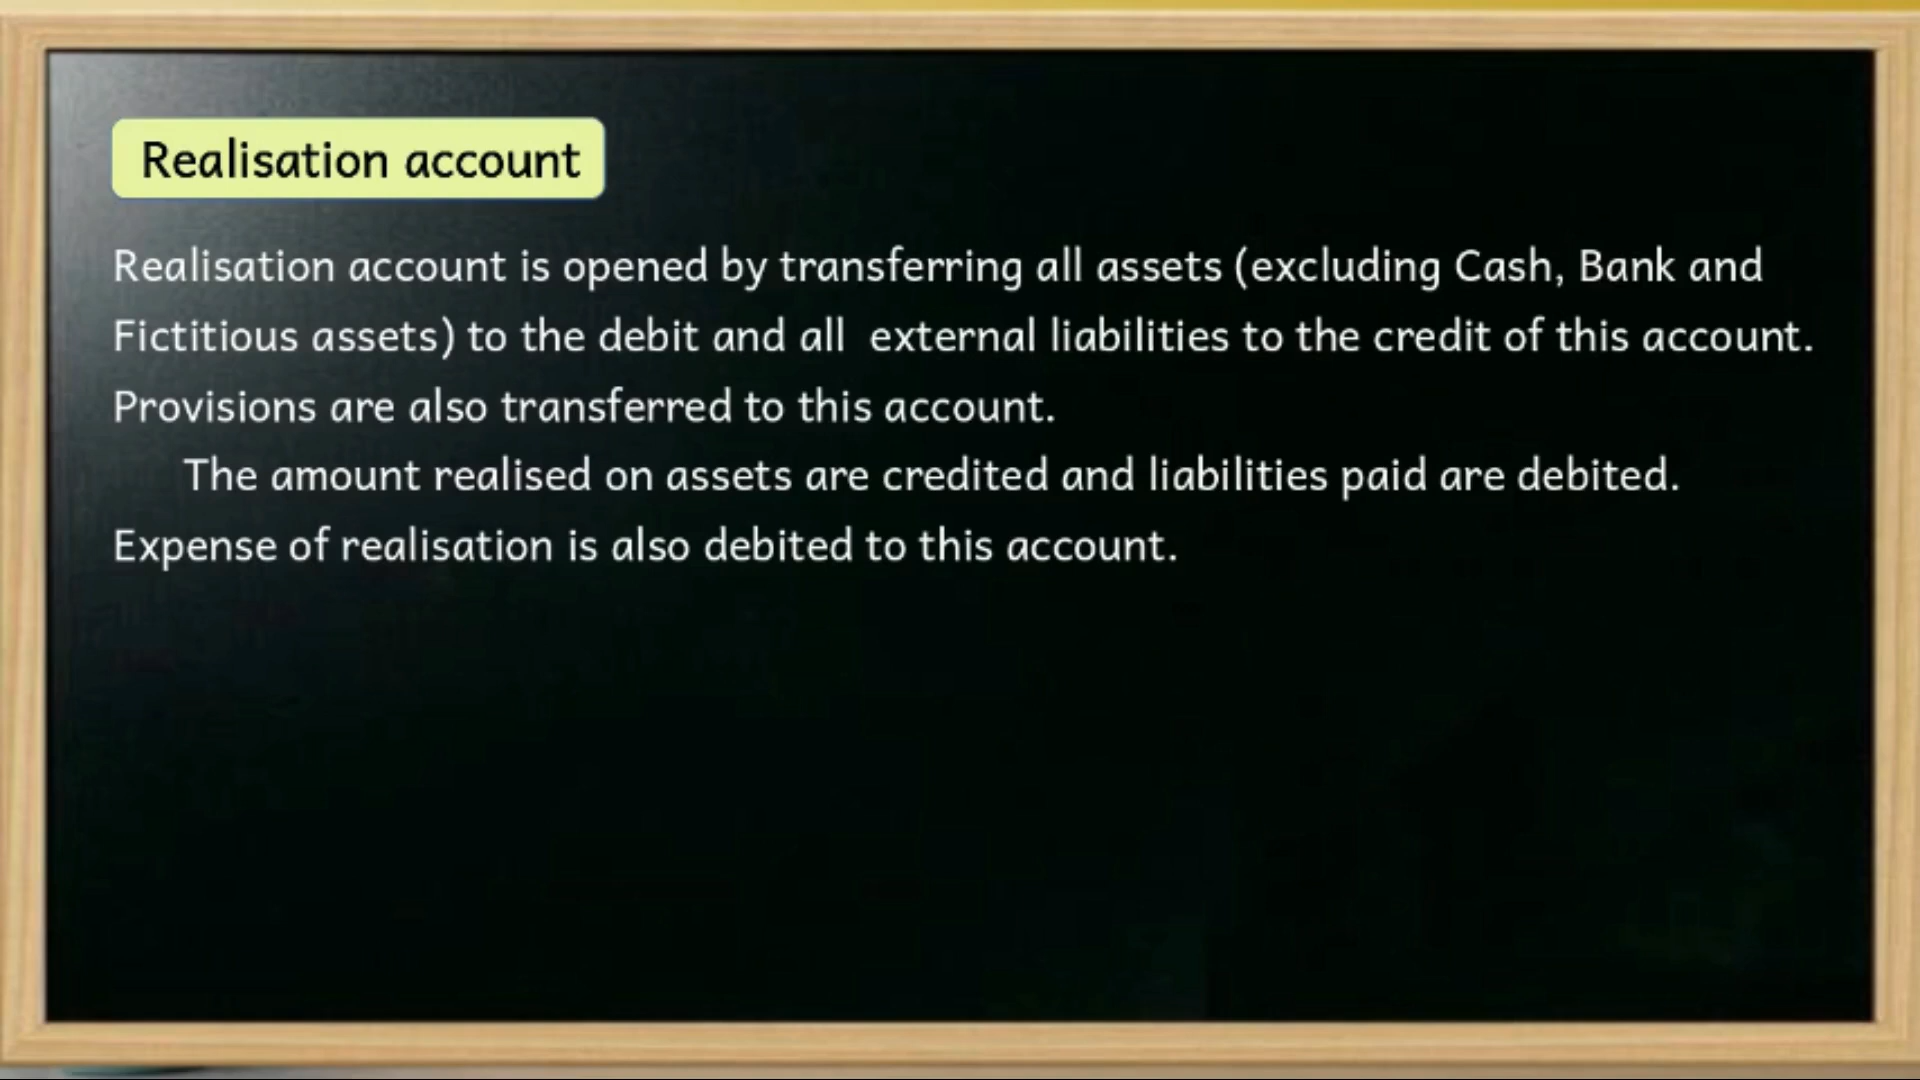 Realisation account
Realisation account is opened by transferring all assets (excluding Cash, Bank and
Fictitious assets) to the debit and all external liabilities to the credit of this account.
Provisions are also transferred to this account.
The amount realised on assets are credited and liabilities paid are debited.
Expense of realisation is also debited to this account.